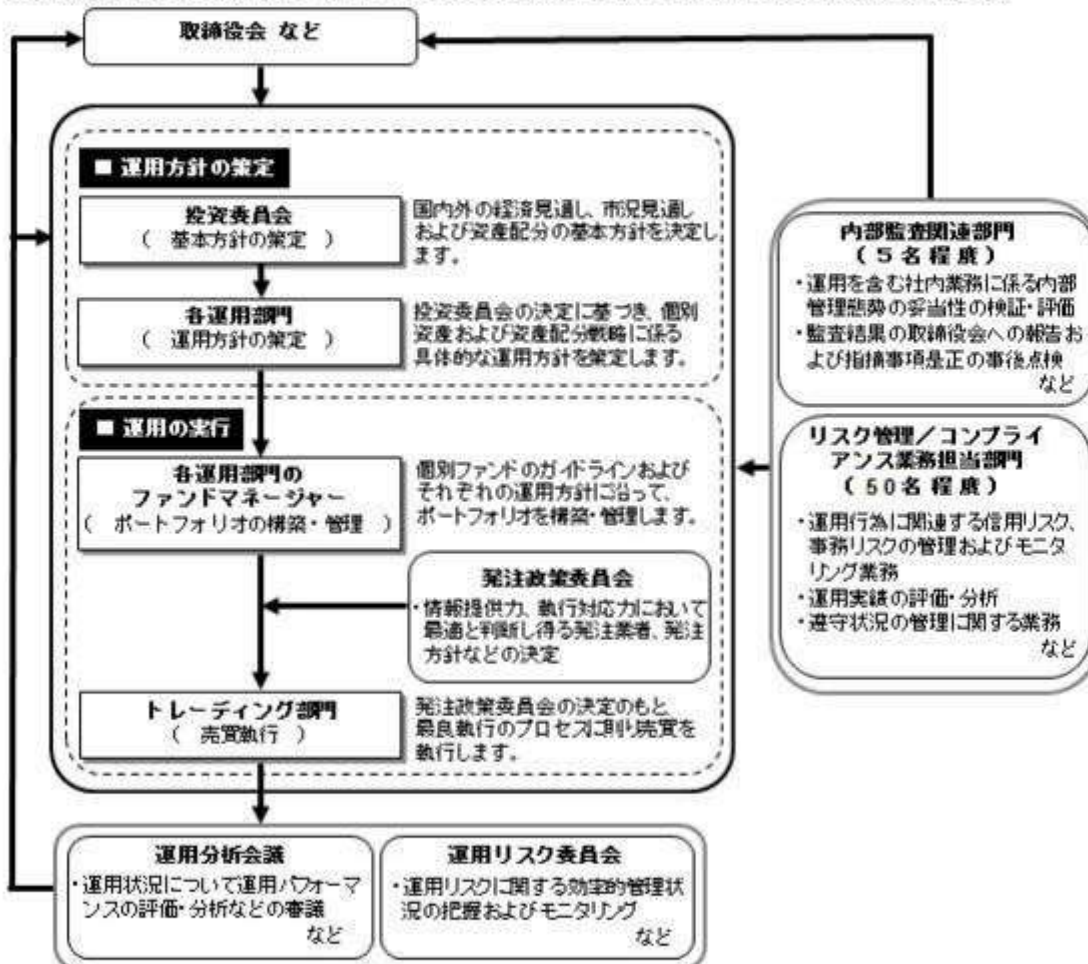 取締役会 など
■ 運用方針の策定
投資委員会
( 基本方針の策定 )
国内外の経済見通し、市況見通し
および資産配分の基本方針を決定し
ます。
各運用部門
( 運用方針の策定 )
投資委員会の決定に基づき、個別
資産および資産配分戦略に係る
具体的な運用方針を策定します。
■ 運用の実行
各運用部門の
ファンドマネージャー
( ポートフォリオの構築・管理 )
個別ファンドのガイドラインおよび
それぞれの運用方針に沿って、
ポートフォリオを構築・管理します。
発注政策委員会
・情報提供力、執行対応力において
最適と判断し得る発注業者、発注
方針などの決定
トレーディング部門
( 売買執行 )
発注政策委員会の決定のもと
最良執行のプロセスに則り売買を
執行します。
内部監査関連部門
(5名程度)
・運用を含む社内業務に係る内部
管理態勢の妥当性の検証・評価
・監査結果の取締役会への報告お
よび指摘事項是正の事後点検
など
リスク管理/コンプライ
アンス業務担当部門
(50名程度)
・運用行為に関連する信用リスク、
事務リスクの管理およびモニタ
リング業務
・運用実績の評価・分析
・遵守状況の管理に関する業務
など
運用分析会議
・運用状況について運用パフォーマ
ンスの評価・分析などの審議
など
運用リスク委員会
・運用リスクに関する効率的管理状
況の把握およびモニタリング
など